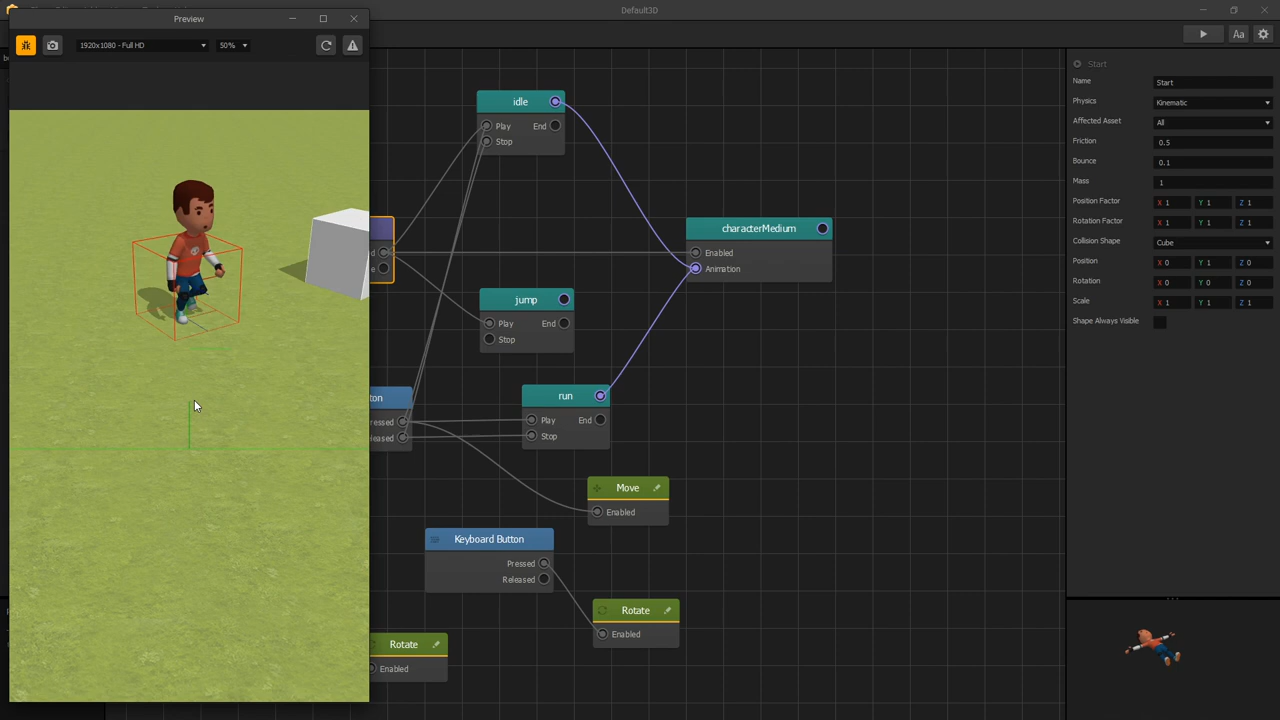 Preview
Default3D
1920x1080 - Full HD
50%
Aa
idle
Play
End
Stop
characterMedium
Enabled
Animation
jump
Play
End
Stop
run
Play
End
Stop
Move
Enabled
Keyboard Button
Pressed
Released
Rotate
Enabled
Rotate
Enabled
Start
Name
Start
Physics
Kinematic
Affected Asset
All
Friction
0.5
Bounce
0.1
Mass
1
Position Factor
X 1
Y 1
Z 1
Rotation Factor
X 1
Y 1
Z 1
Collision Shape
Cube
Position
X 0
Y 1
Z 0
Rotation
X 0
Y 0
Z 0
Scale
X 1
Y 1
Z 1
Shape Always Visible